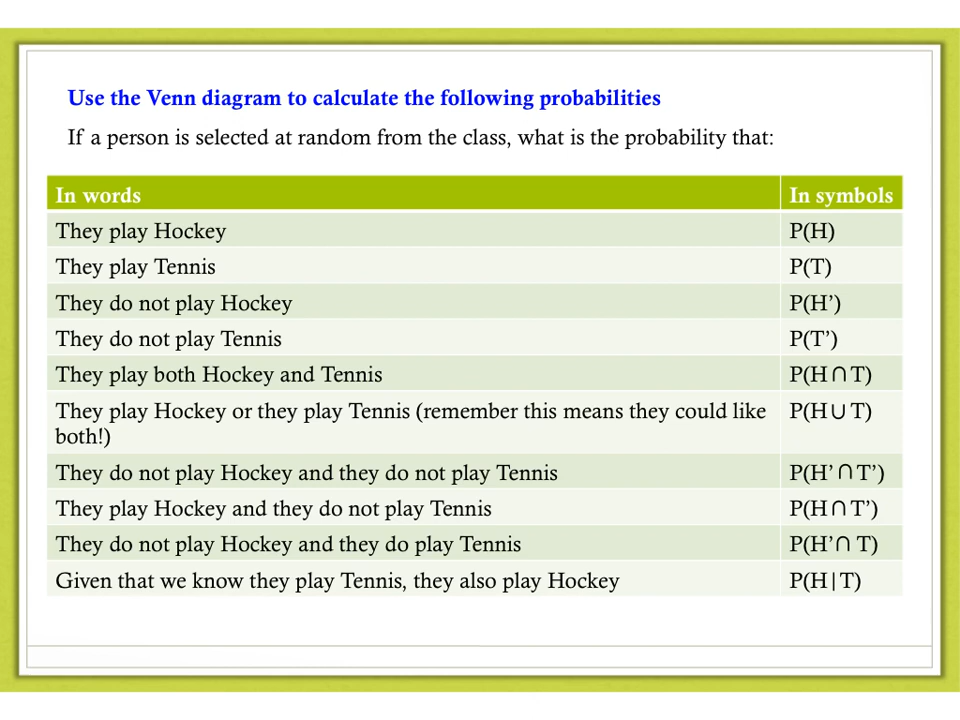 Use the Venn diagram to calculate the following probabilities
If a person is selected at random from the class, what is the probability that:
In words In symbols
They play Hockey P(H)
They play Tennis P(T)
They do not play Hockey P(H’)
They do not play Tennis P(T’)
They play both Hockey and Tennis P(H∩T)
They play Hockey or they play Tennis (remember this means they could like P(H∪T)
both!)
They do not play Hockey and they do not play Tennis P(H’∩T’)
They play Hockey and they do not play Tennis P(H∩T’)
They do not play Hockey and they do play Tennis P(H’∩ T)
Given that we know they play Tennis, they also play Hockey P(H|T)